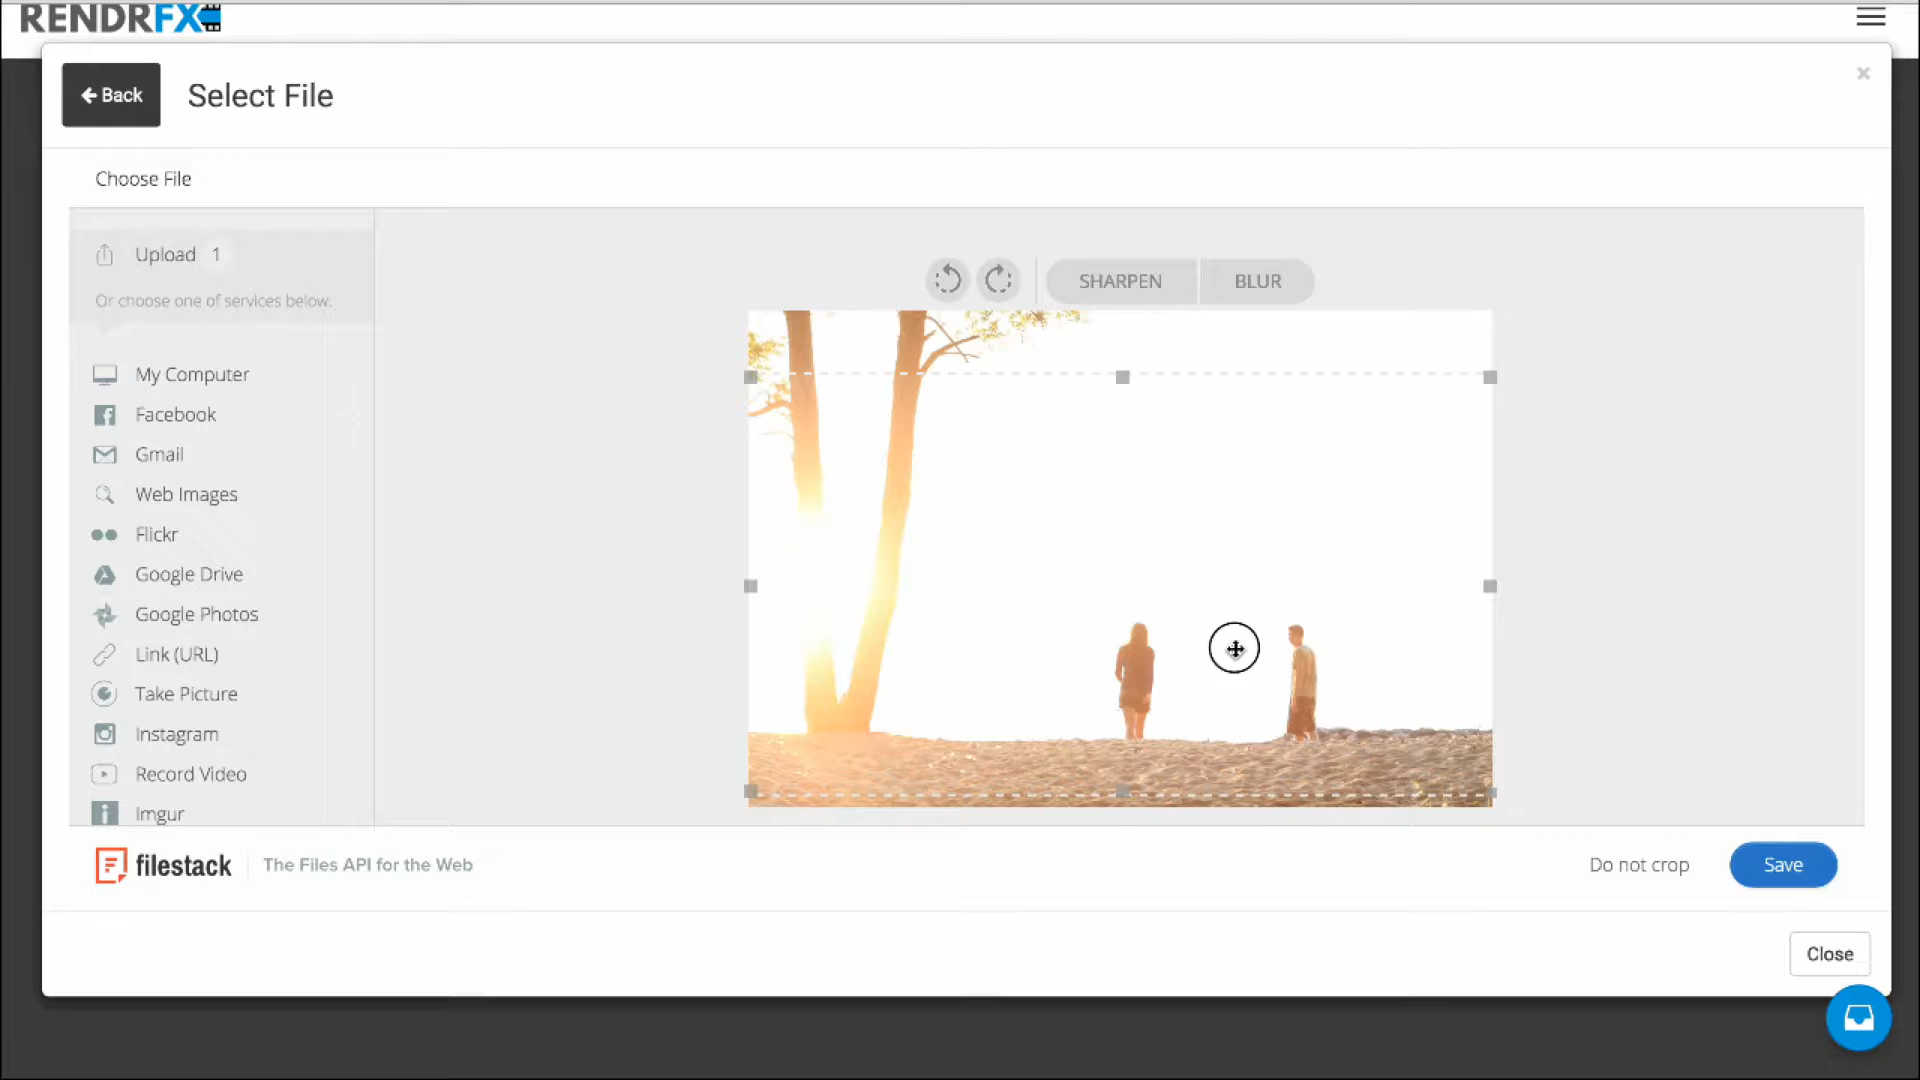 RENDRFX
Back
Select File
×
Choose File
Upload 1
Or choose one of services below.
My Computer
Facebook
Gmail
Web Images
Flickr
Google Drive
Google Photos
Link (URL)
Take Picture
Instagram
Record Video
Imgur
SHARPEN
BLUR
filestack
The Files API for the Web
Do not crop
Save
Close